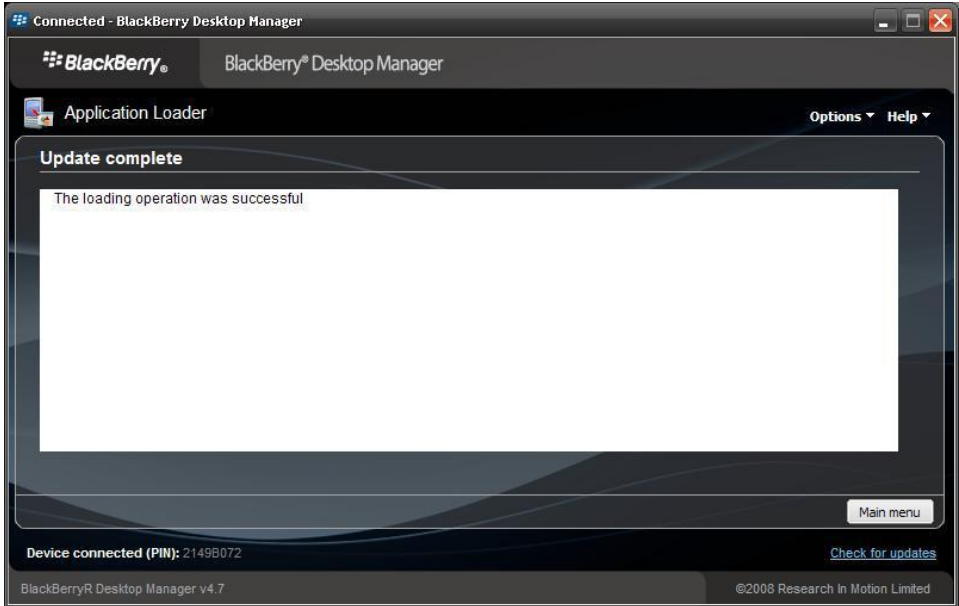 Connected - BlackBerry Desktop Manager
BlackBerry®
BlackBerry® Desktop Manager
Application Loader
Options Help
Update complete
The loading operation was successful
Main menu
Device connected (PIN): 2149B072
Check for updates
BlackBerryR Desktop Manager v4.7
©2008 Research In Motion Limited